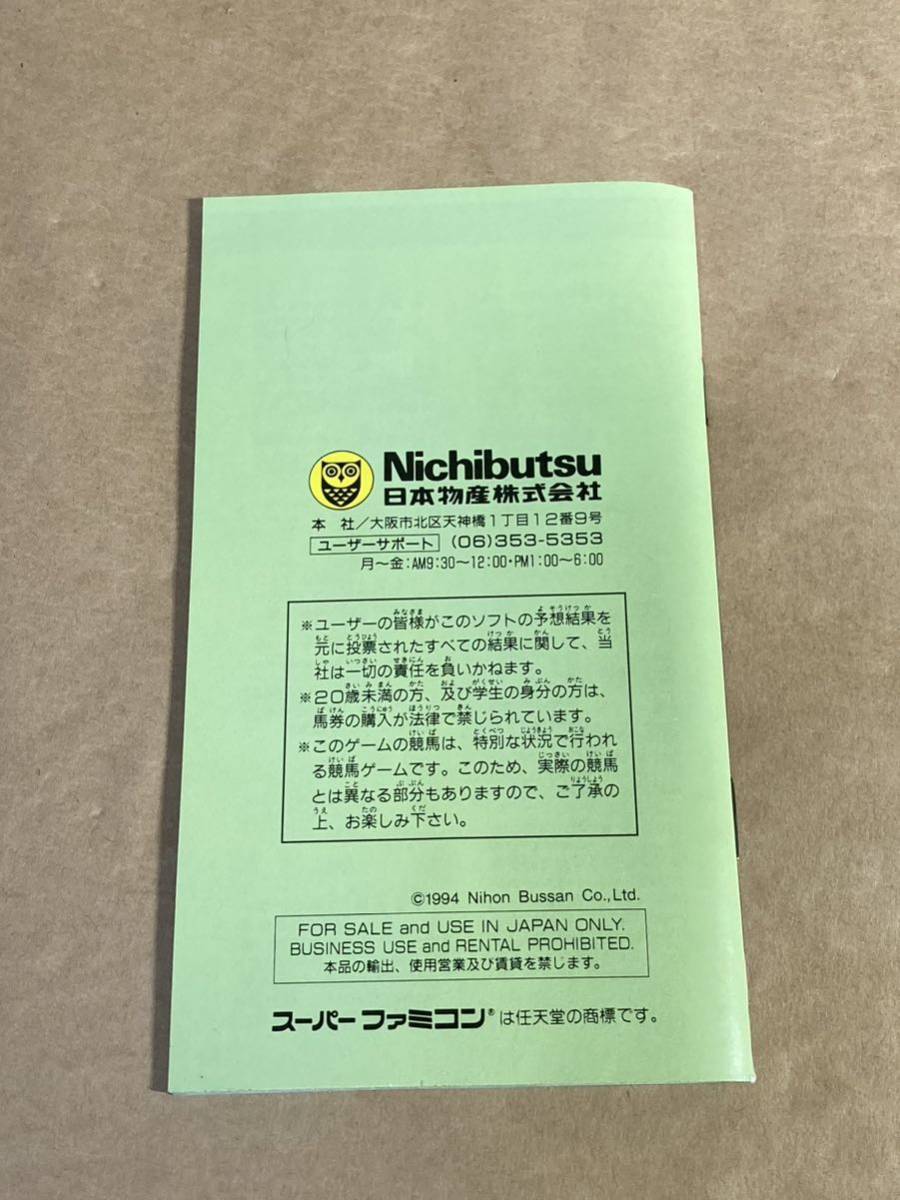 Nichibutsu
日本物産株式会社
本 社／大阪市北区天神橋1丁目12番9号
ユーザーサポート (06)353-5353
月〜金:AM9:30〜12:00・PM1:00〜6:00
※ユーザーの皆様がこのソフトの予想結果を
元に投票されたすべての結果に関して、当
社は一切の責任を負いかねます。
※20歳未満の方、及び学生の身分の方は、
馬券の購入が法律で禁じられています。
※このゲームの競馬は、特別な状況で行われ
る競馬ゲームです。このため、実際の競馬
とは異なる部分もありますので、ご了承の
上、お楽しみ下さい。
©1994 Nihon Bussan Co.,Ltd.
FOR SALE and USE IN JAPAN ONLY.
BUSINESS USE and RENTAL PROHIBITED.
本品の輸出、使用営業及び賃貸を禁じます。
スーパーファミコン®は任天堂の商標です。